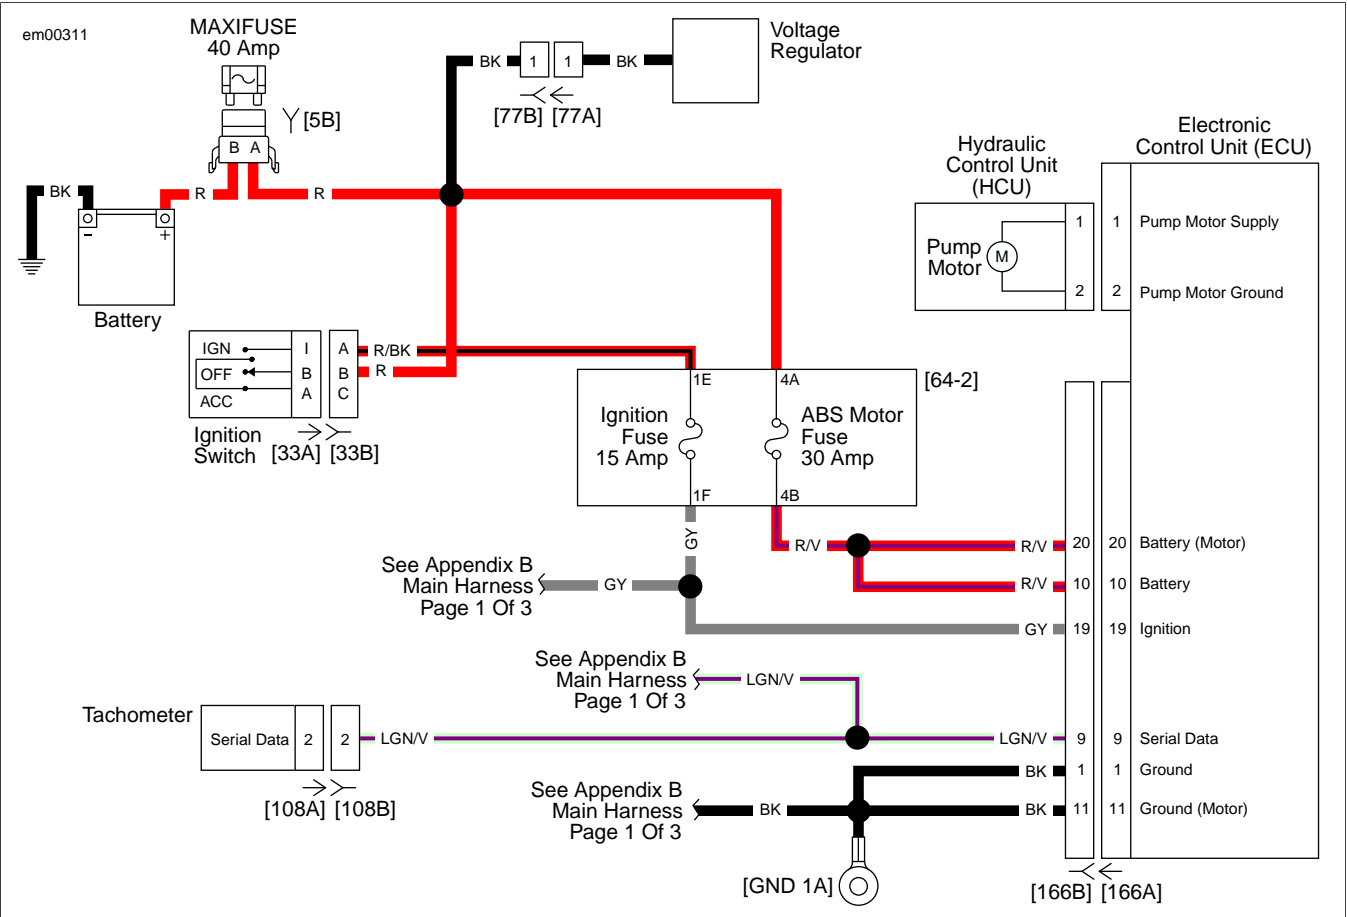 em00311
MAXIFUSE
40 Amp
[5B]
B A
BK
R
R
-
+
Battery
BK
1
1
BK
[77B] [77A]
Voltage
Regulator
IGN
OFF
ACC
I
B
A
A
B
C
R/BK
R
Ignition
Switch
[33A] [33B]
1E
4A
[64-2]
Ignition
Fuse
15 Amp
ABS Motor
Fuse
30 Amp
1F
4B
GY
R/V
Hydraulic
Control Unit
(HCU)
Pump
Motor
M
1
2
Electronic
Control Unit (ECU)
1 Pump Motor Supply
2 Pump Motor Ground
See Appendix B
Main Harness
Page 1 Of 3
GY
R/V 20 20 Battery (Motor)
R/V 10 10 Battery
GY 19 19 Ignition
See Appendix B
Main Harness
Page 1 Of 3
LGN/V
Tachometer
Serial Data 2 2 LGN/V
[108A] [108B]
LGN/V 9 9 Serial Data
BK 1 1 Ground
See Appendix B
Main Harness
Page 1 Of 3
BK
BK 11 11 Ground (Motor)
[GND 1A]
[166B] [166A]